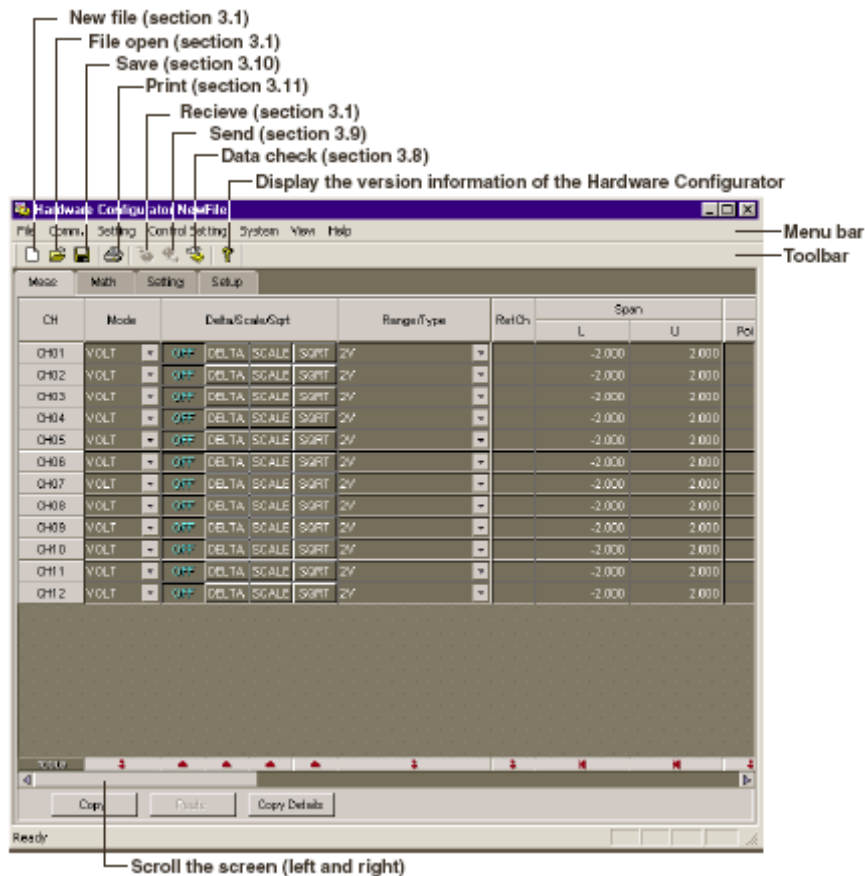 New file (section 3.1)
File open (section 3.1)
Save (section 3.10)
Print (section 3.11)
Recieve (section 3.1)
Send (section 3.9)
Data check (section 3.8)
Display the version information of the Hardware Configurator
Hardware Configurator NewFile
File Comm. Setting Control Setting System View Help
Menu bar
Toolbar
Meas Math Setting Setup
CH Mode Delta/Scale/Sqrt Range/Type Ref.Ch Span
L U Poi
CH01 VOLT OFF DELTA SCALE SQRT 2V -2.000 2.000
CH02 VOLT OFF DELTA SCALE SQRT 2V -2.000 2.000
CH03 VOLT OFF DELTA SCALE SQRT 2V -2.000 2.000
CH04 VOLT OFF DELTA SCALE SQRT 2V -2.000 2.000
CH05 VOLT OFF DELTA SCALE SQRT 2V -2.000 2.000
CH06 VOLT OFF DELTA SCALE SQRT 2V -2.000 2.000
CH07 VOLT OFF DELTA SCALE SQRT 2V -2.000 2.000
CH08 VOLT OFF DELTA SCALE SQRT 2V -2.000 2.000
CH09 VOLT OFF DELTA SCALE SQRT 2V -2.000 2.000
CH10 VOLT OFF DELTA SCALE SQRT 2V -2.000 2.000
CH11 VOLT OFF DELTA SCALE SQRT 2V -2.000 2.000
CH12 VOLT OFF DELTA SCALE SQRT 2V -2.000 2.000
Copy Paste Copy Details
Ready
Scroll the screen (left and right)